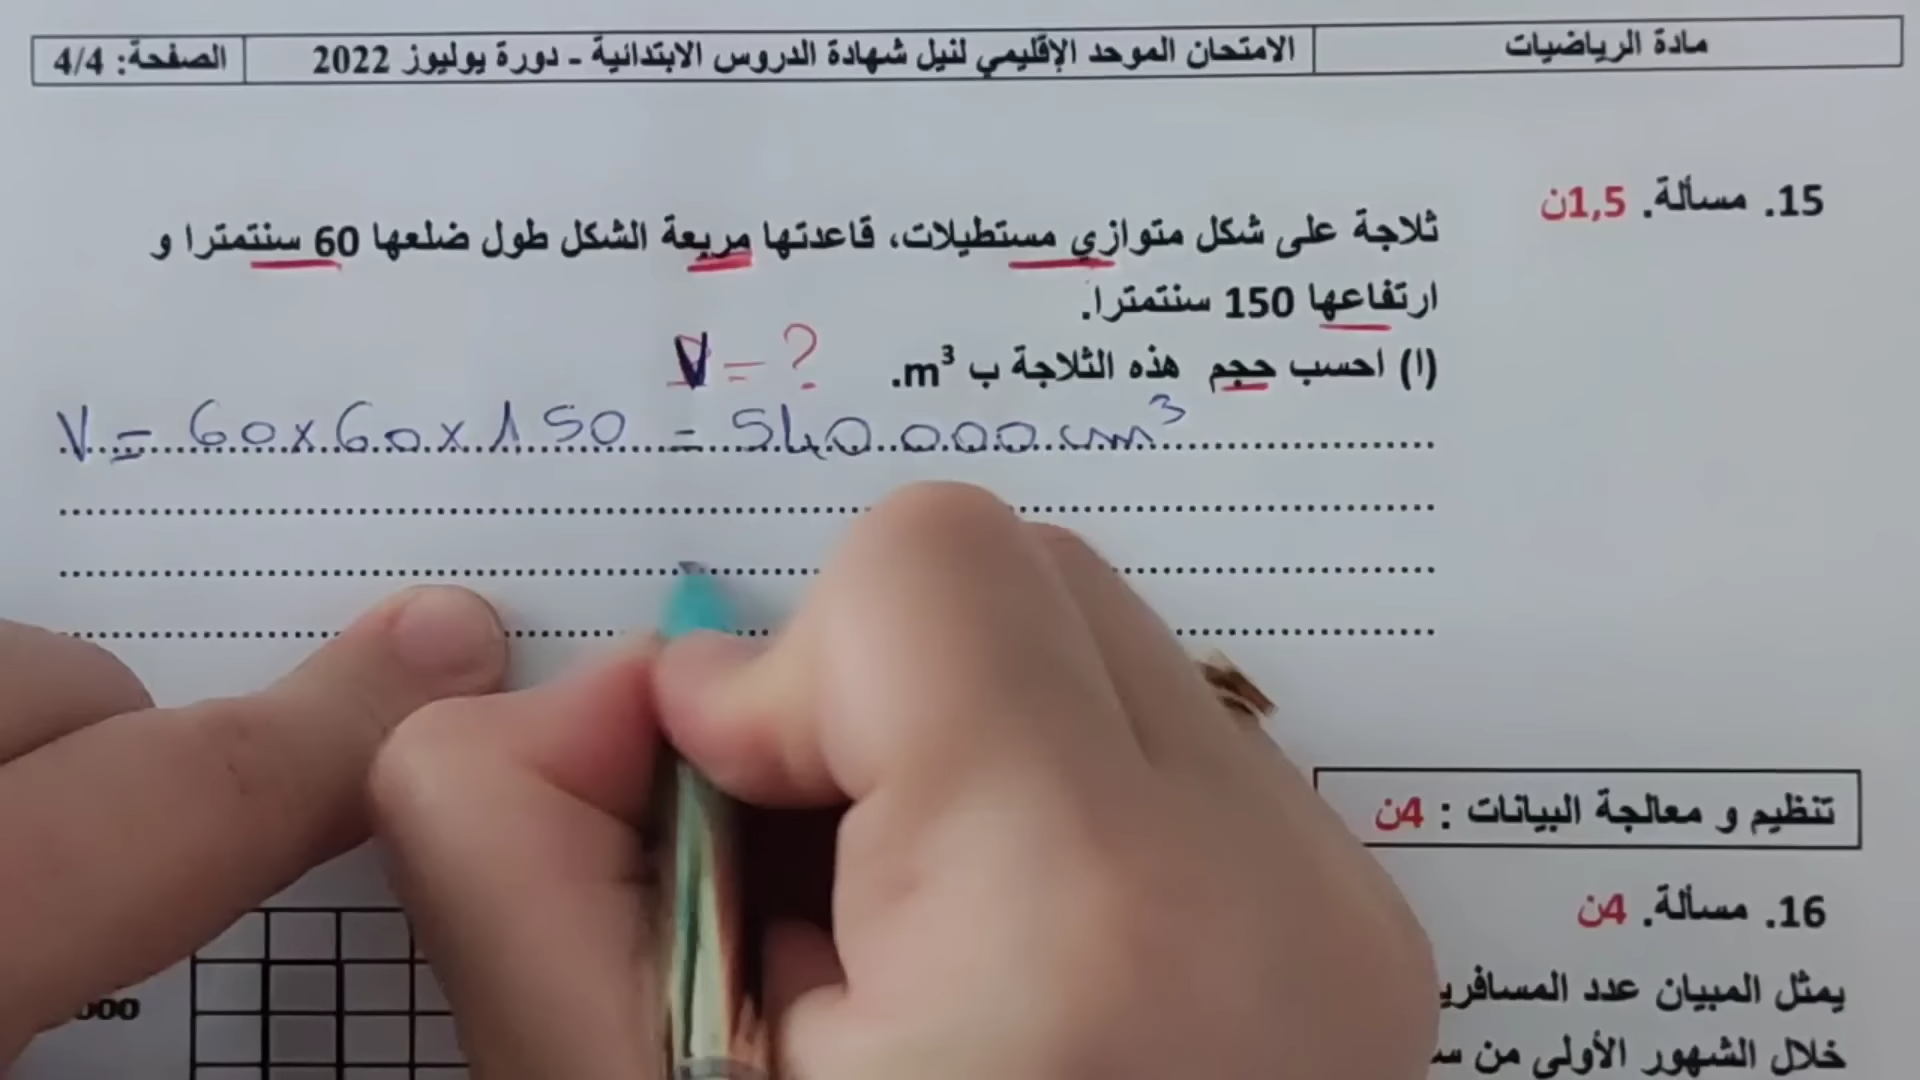 مادة الرياضيات
الامتحان الموحد الإقليمي لنيل شهادة الدروس الابتدائية - دورة يوليوز 2022
الصفحة: 4/4
15. مسألة. 1,5ن
ثلاجة على شكل متوازي مستطيلات، قاعدتها مربعة الشكل طول ضلعها 60 سنتمترا و
ارتفاعها 150 سنتمترا.
(ا) احسب حجم هذه الثلاجة ب m³.
V = ?
V = 60 x 60 x 150 = 540 000 cm³
تنظيم و معالجة البيانات : 4ن
16. مسألة. 4ن
يمثل المبيان عدد
خلال الشهور الأولى من